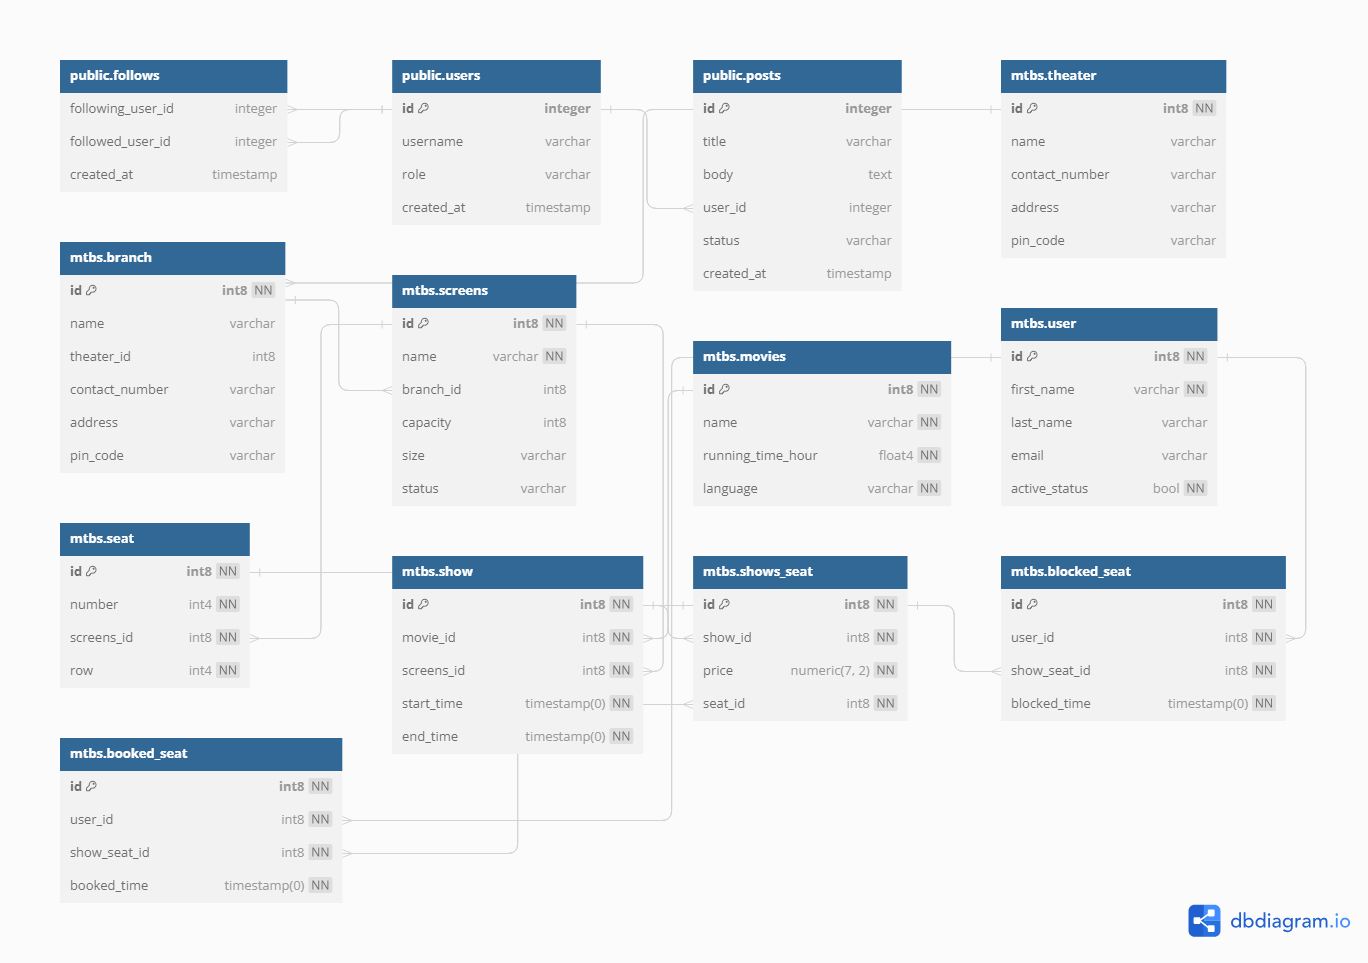 public.follows
following_user_id integer
followed_user_id integer
created_at timestamp
public.users
id integer
username varchar
role varchar
created_at timestamp
public.posts
id integer
title varchar
body text
user_id integer
status varchar
created_at timestamp
mtbs.theater
id int8 NN
name varchar
contact_number varchar
address varchar
pin_code varchar
mtbs.branch
id int8 NN
name varchar
theater_id int8
contact_number varchar
address varchar
pin_code varchar
mtbs.screens
id int8 NN
name varchar NN
branch_id int8
capacity int8
size varchar
status varchar
mtbs.movies
id int8 NN
name varchar NN
running_time_hour float4 NN
language varchar NN
mtbs.user
id int8 NN
first_name varchar NN
last_name varchar
email varchar
active_status bool NN
mtbs.seat
id int8 NN
number int4 NN
screens_id int8 NN
row int4 NN
mtbs.show
id int8 NN
movie_id int8 NN
screens_id int8 NN
start_time timestamp(0) NN
end_time timestamp(0) NN
mtbs.shows_seat
id int8 NN
show_id int8 NN
price numeric(7, 2) NN
seat_id int8 NN
mtbs.blocked_seat
id int8 NN
user_id int8 NN
show_seat_id int8 NN
blocked_time timestamp(0) NN
mtbs.booked_seat
id int8 NN
user_id int8 NN
show_seat_id int8 NN
booked_time timestamp(0) NN
dbdiagram.io